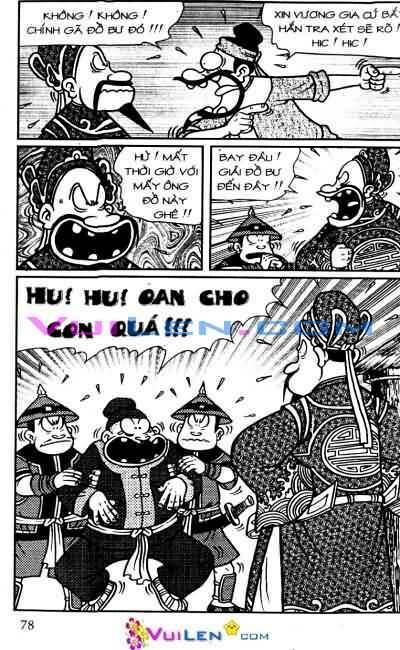 KHÔNG ! KHÔNG !
CHÍNH GÃ ĐỒ BƯ ĐÓ !!!
XIN VƯƠNG GIA CỨ BẮT
HẮN TRA XÉT SẼ RÕ !
HIC ! HIC !
HỪ ! MẤT
THỜI GIỜ VỚI
MẤY ÔNG
ĐỒ NÀY
GHÊ !!
BAY ĐÂU !
GIẢI ĐỒ BƯ
ĐẾN ĐÂY !!
HU! HU! OAN CHO
CON QUÁ !!!
VUILEN.COM
78
VUILEN.COM